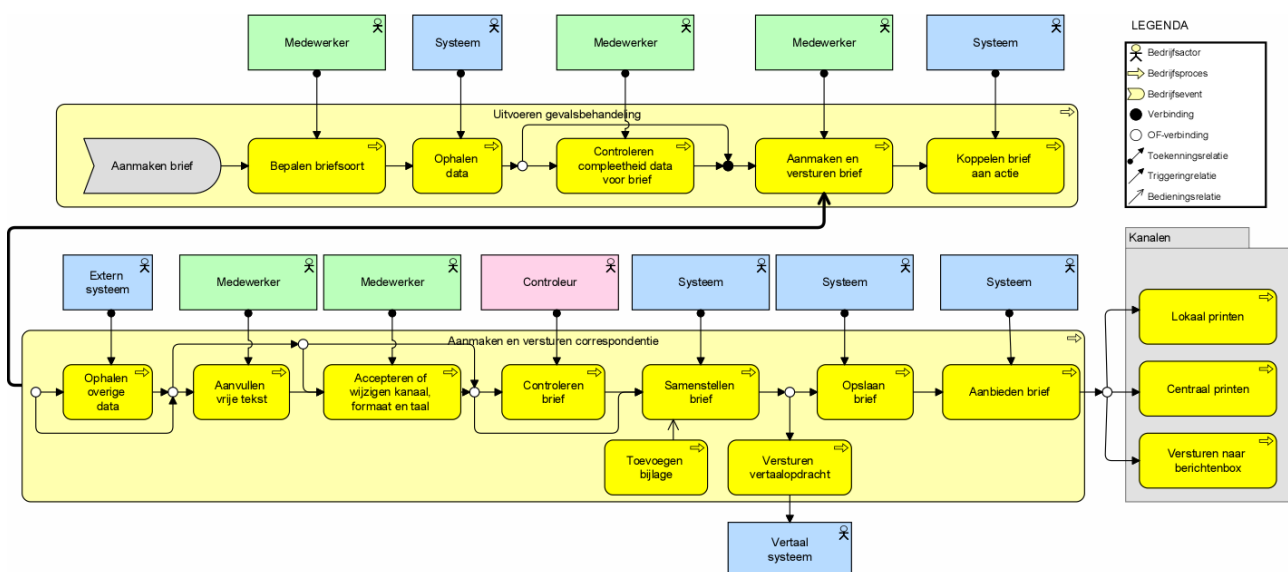 Medewerker
Systeem
Medewerker
Medewerker
Systeem
LEGENDA
Bedrijfsactor
Bedrijfsproces
Bedrijfsevent
Verbinding
OF-verbinding
Toekenningsrelatie
Triggeringrelatie
Bedieningsrelatie
Uitvoeren gevalsbehandeling
Aanmaken brief
Bepalen briefsoort
Ophalen
data
Controleren
compleetheid data
voor brief
Aanmaken en
versturen brief
Koppelen brief
aan actie
Extern
systeem
Medewerker
Medewerker
Controleur
Systeem
Systeem
Systeem
Kanalen
Aanmaken en versturen correspondentie
Ophalen
overige
data
Aanvullen
vrije tekst
Accepteren of
wijzigen kanaal,
formaat en taal
Controleren
brief
Samenstellen
brief
Opslaan
brief
Aanbieden brief
Lokaal printen
Centraal printen
Versturen naar
berichtenbox
Toevoegen
bijlage
Versturen
vertaalopdracht
Vertaal
systeem